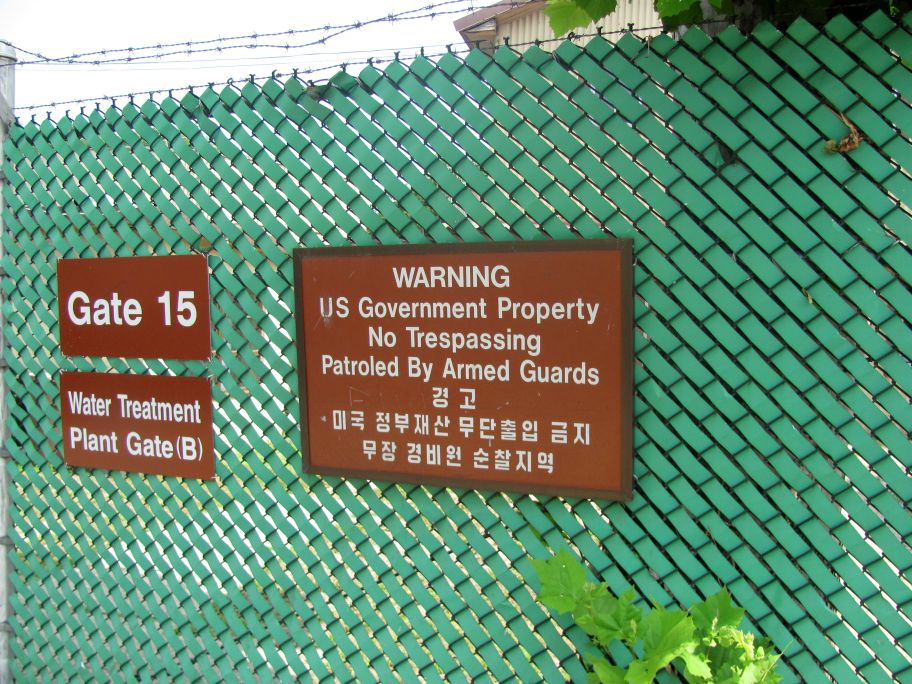 Gate 15
Water Treatment
Plant Gate(B)
WARNING
US Government Property
No Trespassing
Patroled By Armed Guards
경고
미국 정부재산 무단출입 금지
무장 경비원 순찰지역